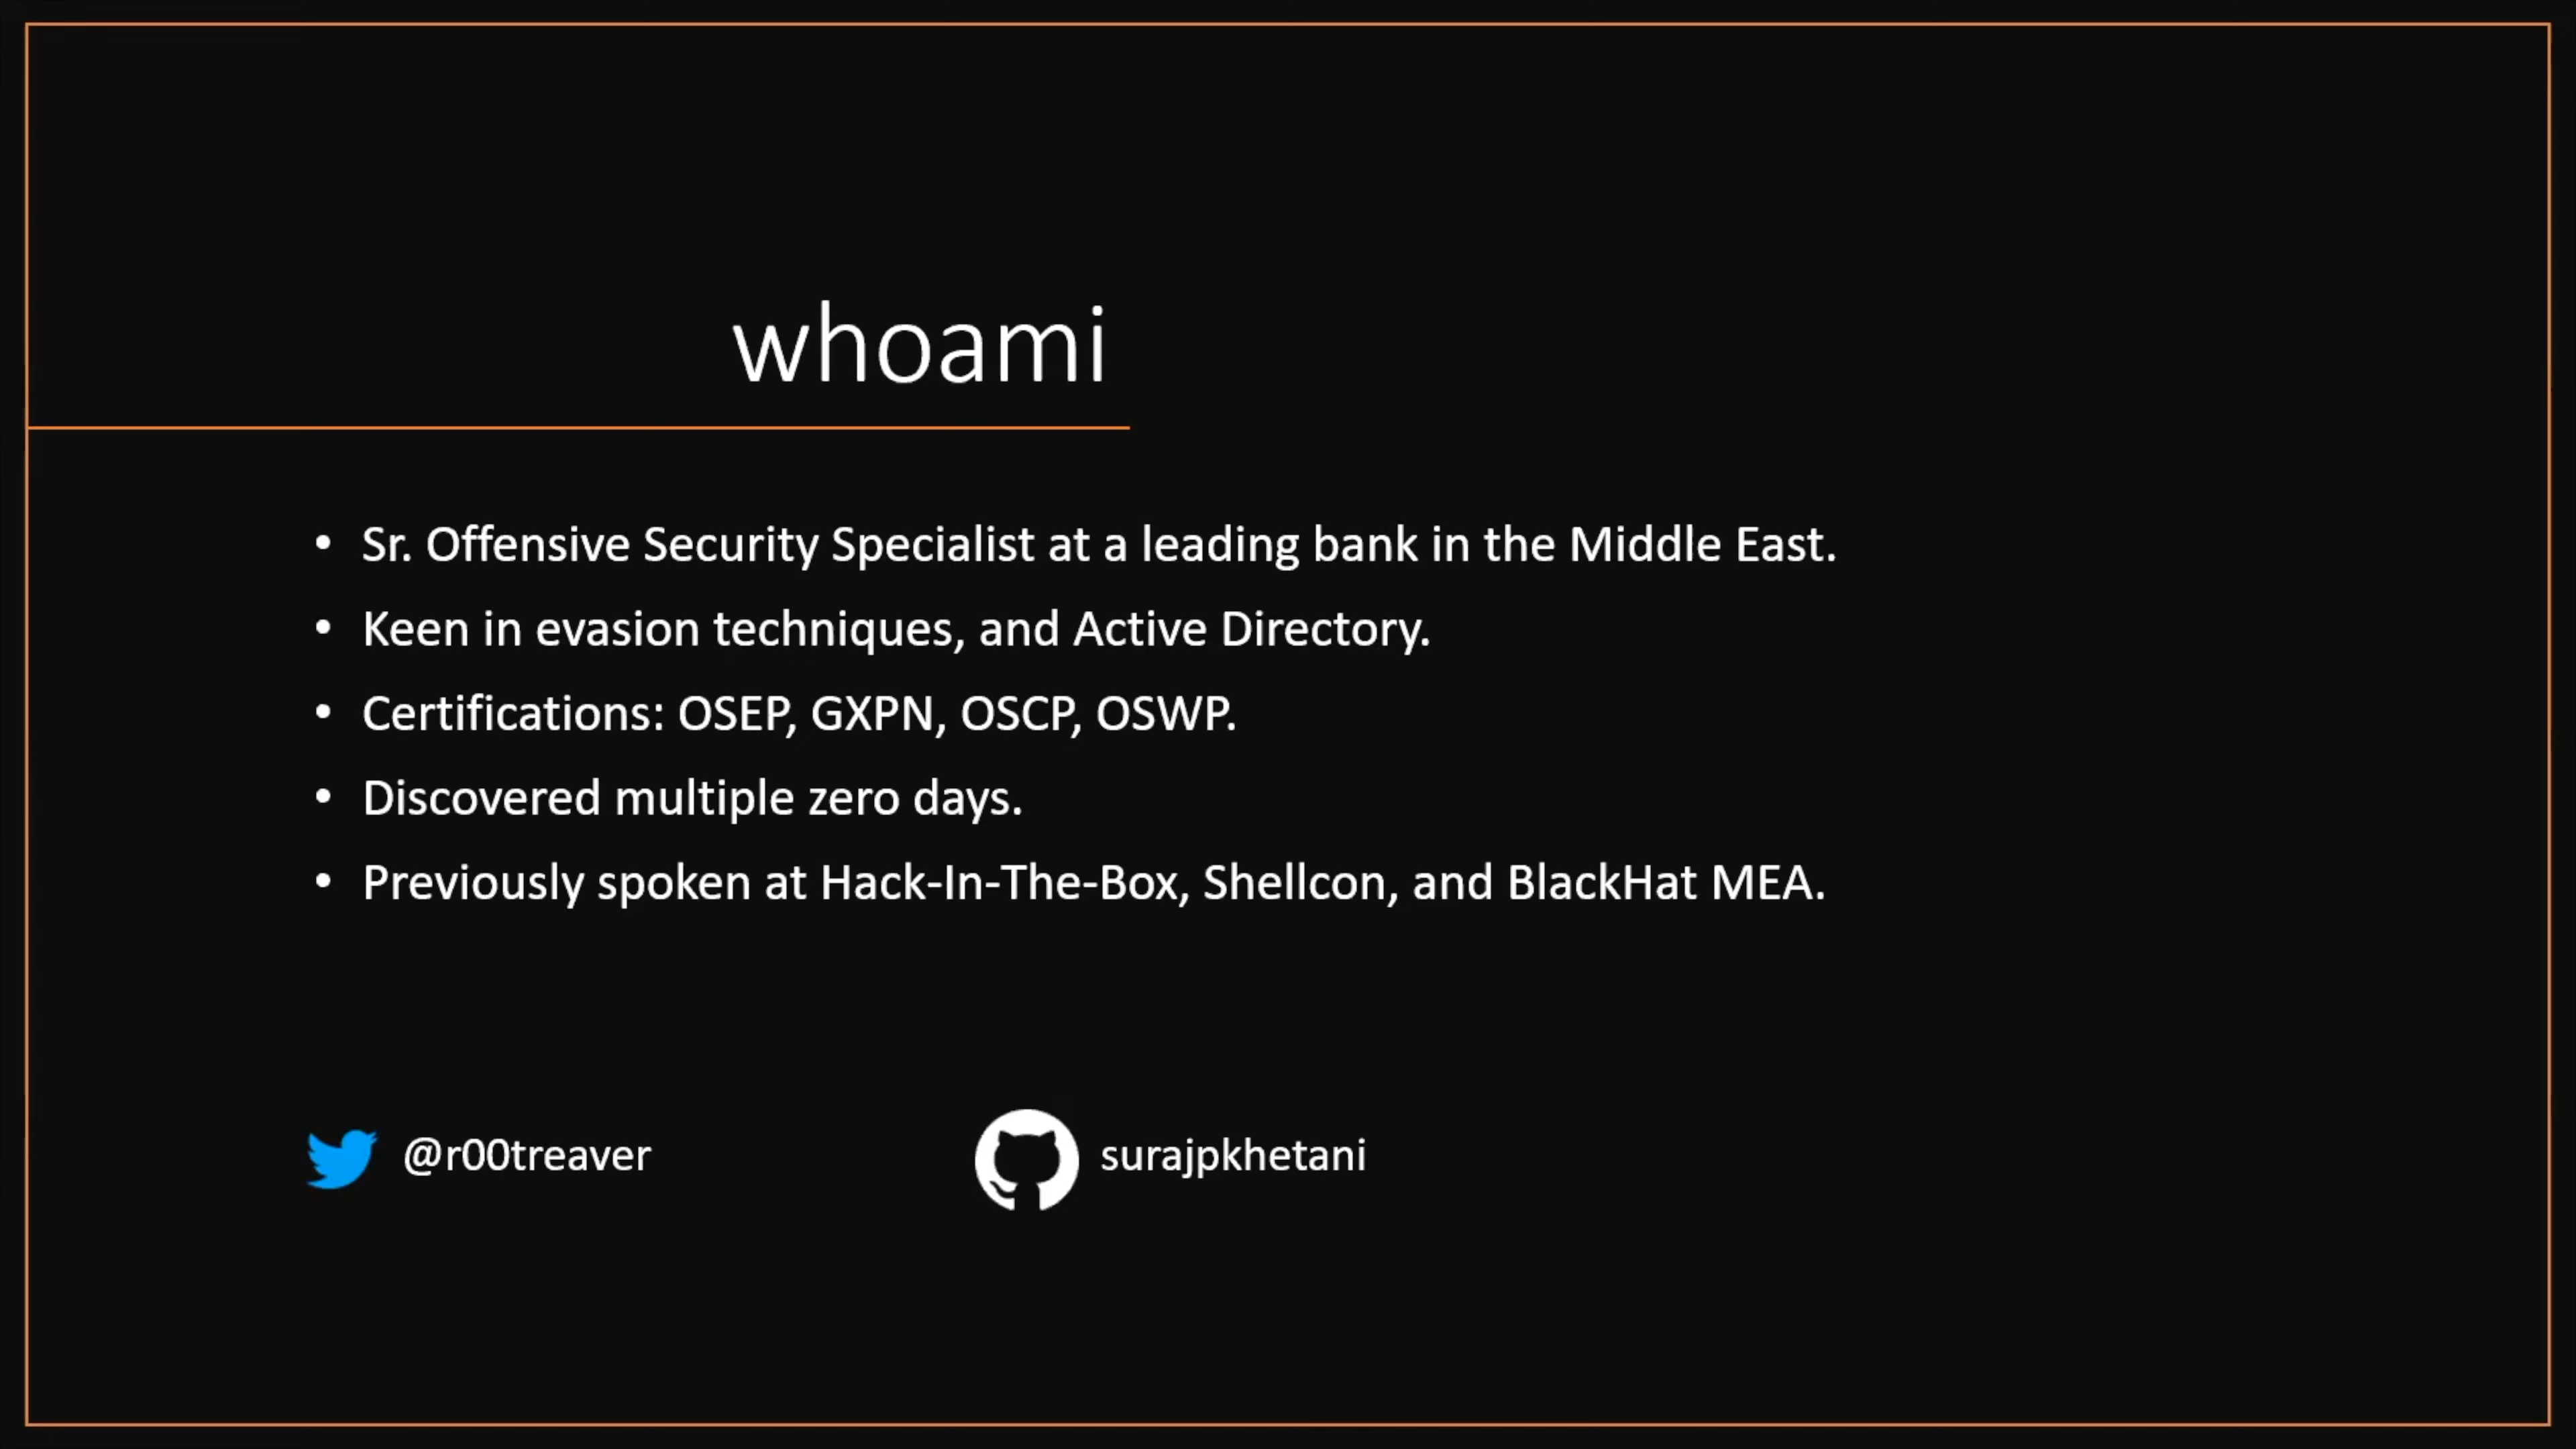 whoami
• Sr. Offensive Security Specialist at a leading bank in the Middle East.
• Keen in evasion techniques, and Active Directory.
• Certifications: OSEP, GXPN, OSCP, OSWP.
• Discovered multiple zero days.
• Previously spoken at Hack-In-The-Box, Shellcon, and BlackHat MEA.
@r00treaver
surajpkhetani